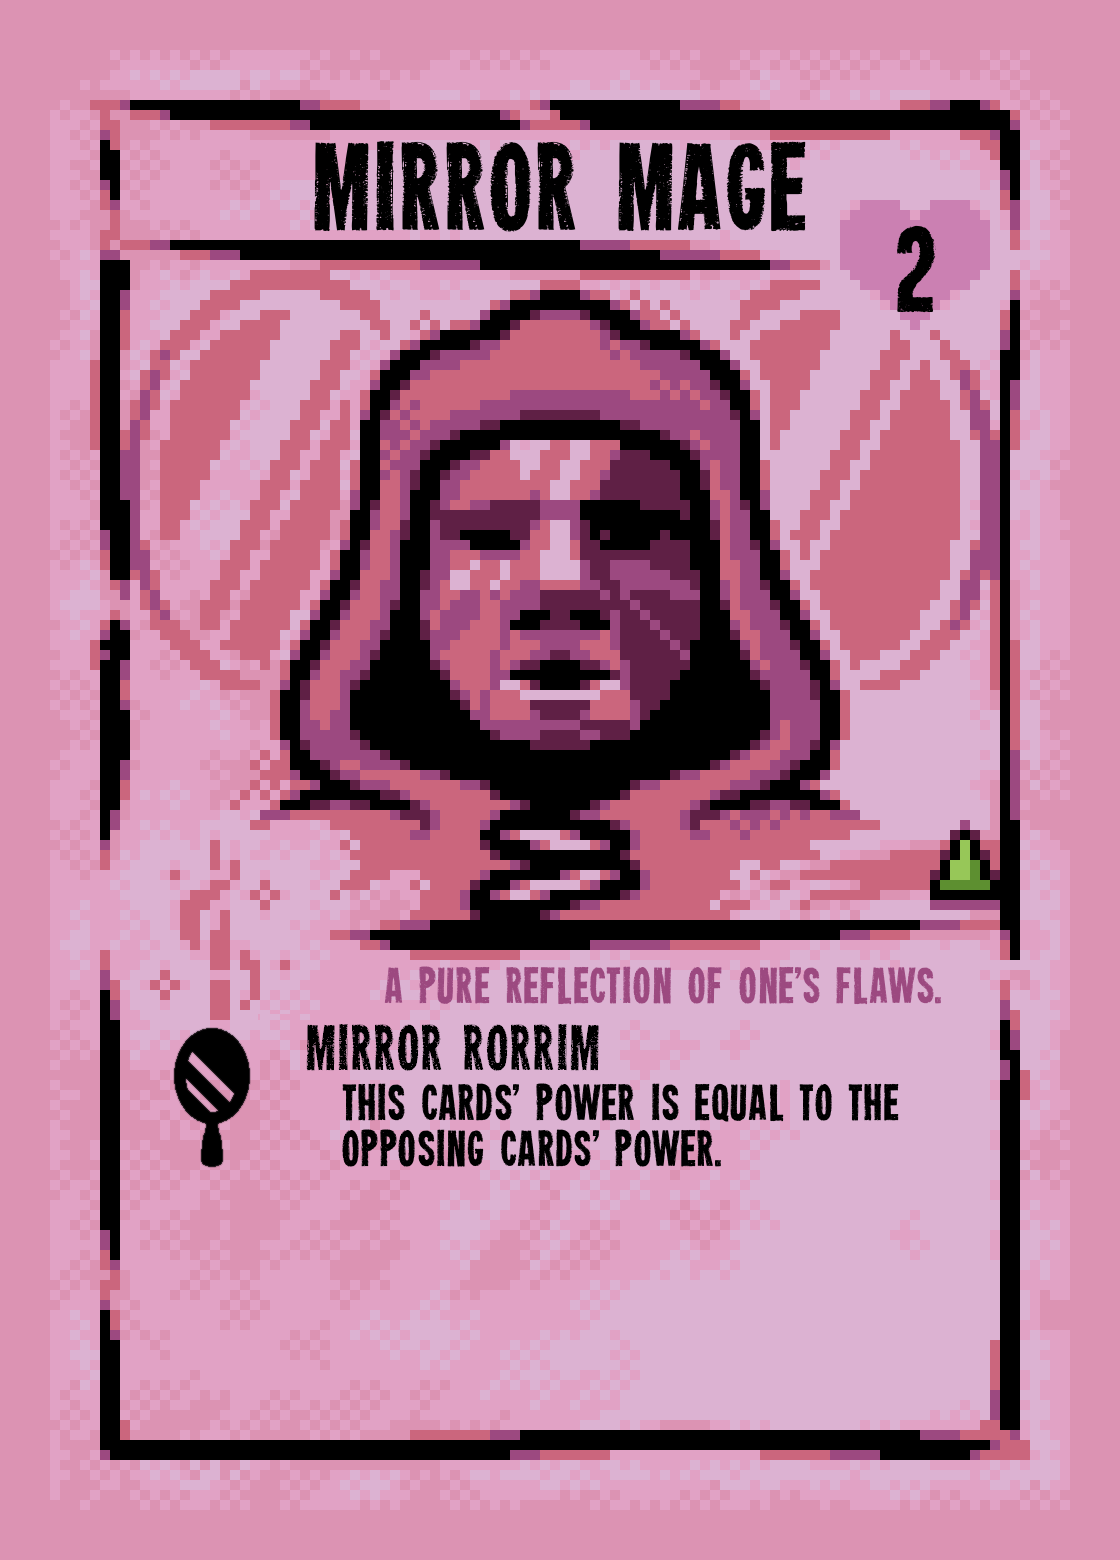 MIRROR MAGE
2
A PURE REFLECTION OF ONE'S FLAWS.
MIRROR RORRIM
THIS CARDS' POWER IS EQUAL TO THE
OPPOSING CARDS' POWER.